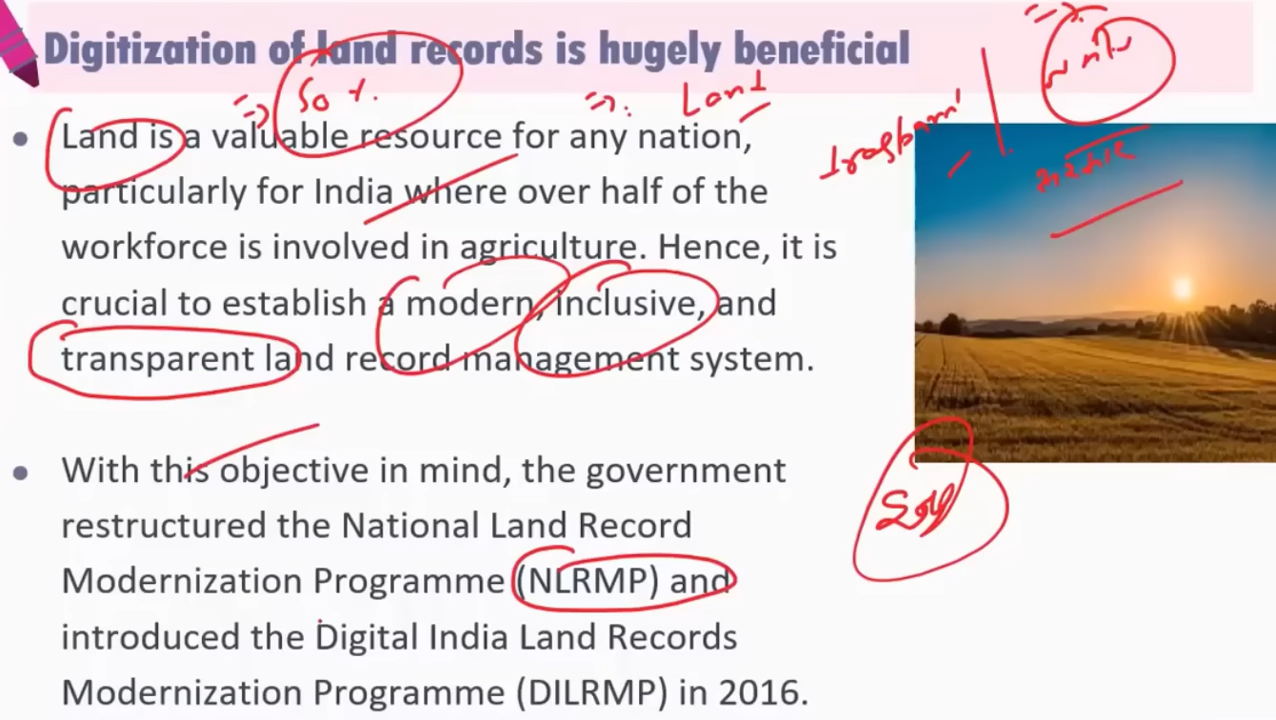 Digitization of land records is hugely beneficial
50 %.
Land
• Land is a valuable resource for any nation,
particularly for India where over half of the
workforce is involved in agriculture. Hence, it is
crucial to establish a modern, inclusive, and
transparent land record management system.
• With this objective in mind, the government
restructured the National Land Record
Modernization Programme (NLRMP) and
introduced the Digital India Land Records
Modernization Programme (DILRMP) in 2016.